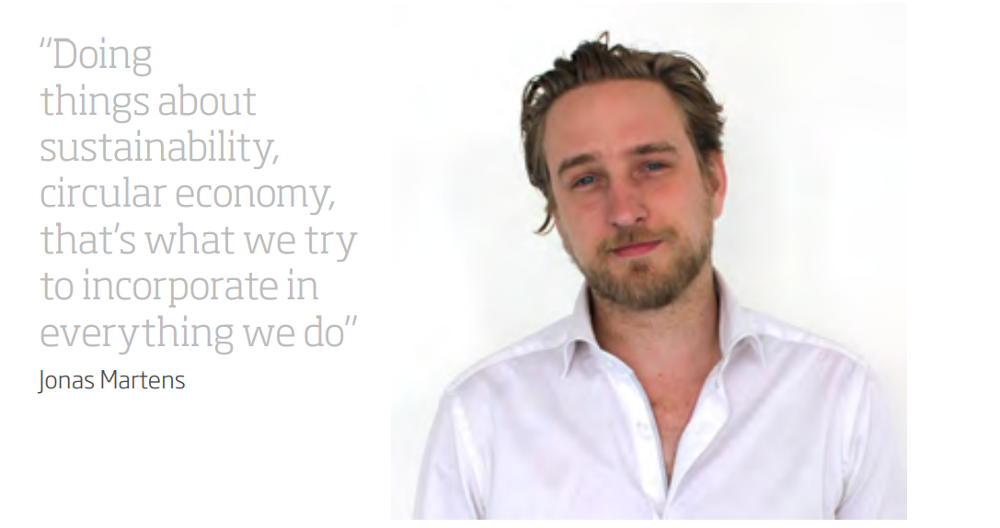 “Doing
things about
sustainability,
circular economy,
that’s what we try
to incorporate in
everything we do”
Jonas Martens